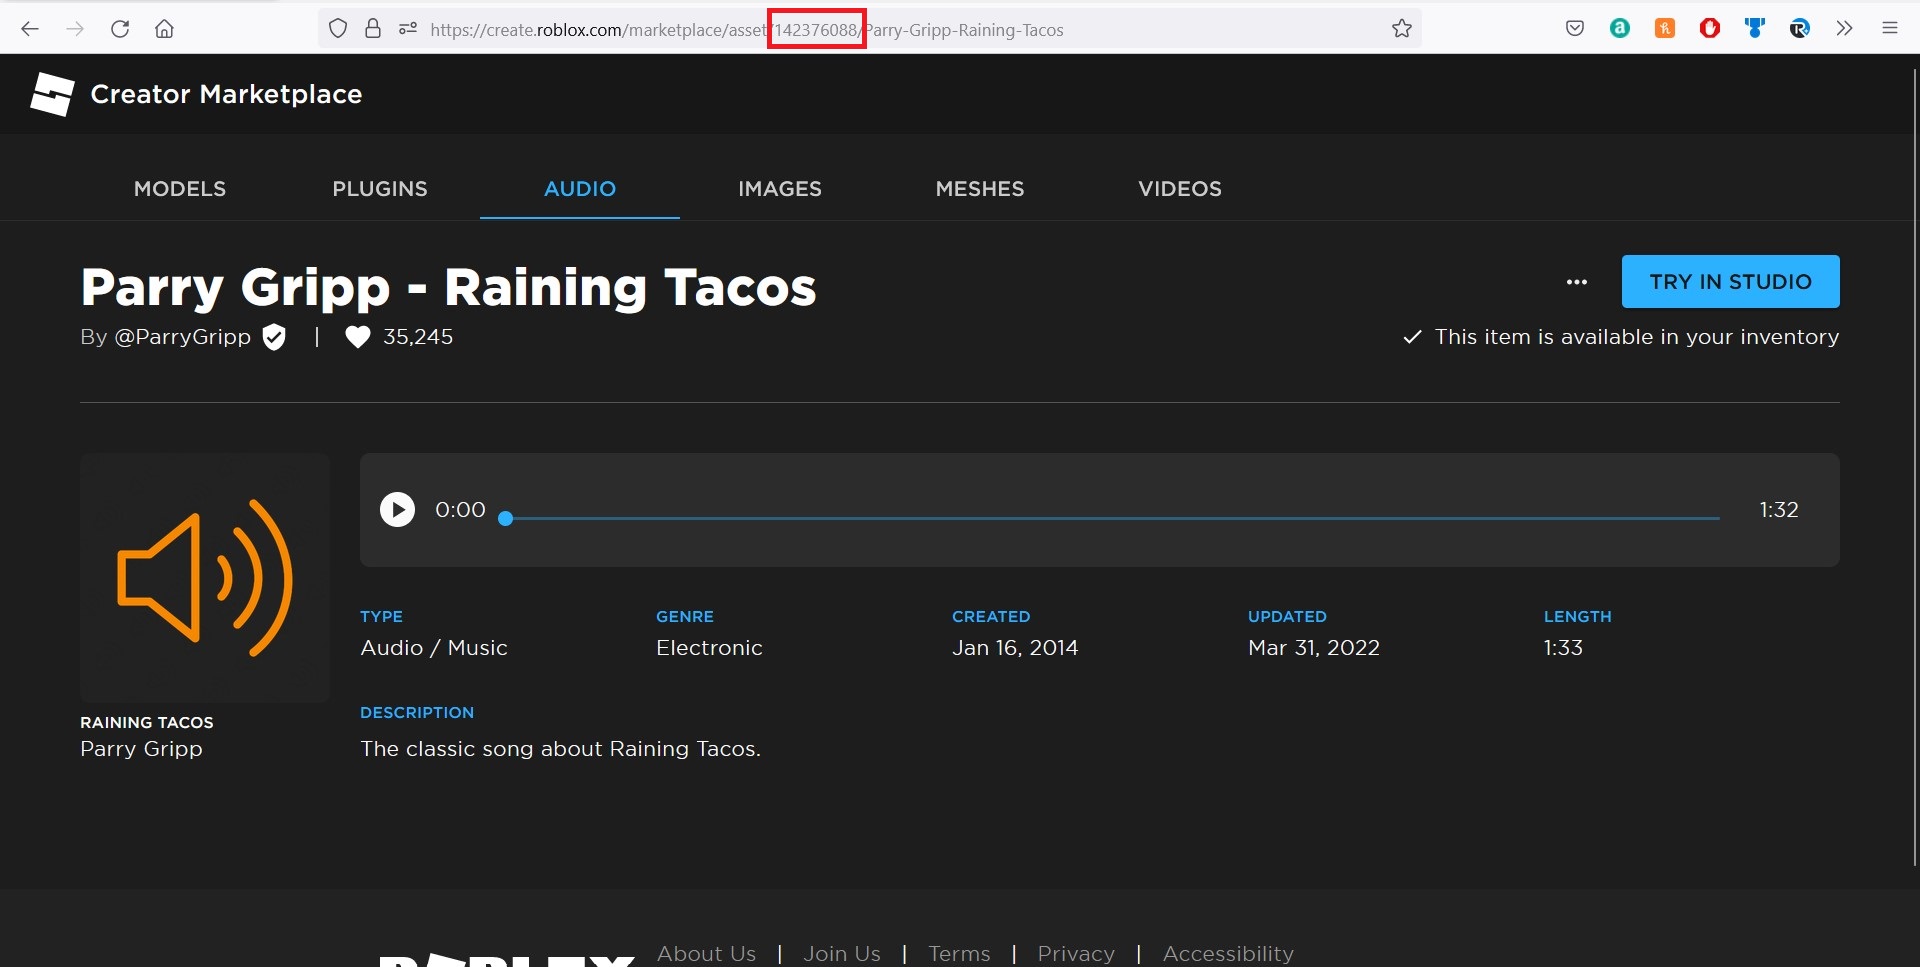 https://create.roblox.com/marketplace/asset/142376088/Parry-Gripp-Raining-Tacos
Creator Marketplace
MODELS PLUGINS AUDIO IMAGES MESHES VIDEOS
Parry Gripp - Raining Tacos
... TRY IN STUDIO
By @ParryGripp | 35,245
This item is available in your inventory
0:00 1:32
TYPE GENRE CREATED UPDATED LENGTH
Audio / Music Electronic Jan 16, 2014 Mar 31, 2022 1:33
DESCRIPTION
RAINING TACOS
Parry Gripp
The classic song about Raining Tacos.
ROBLOX
About Us | Join Us | Terms | Privacy | Accessibility